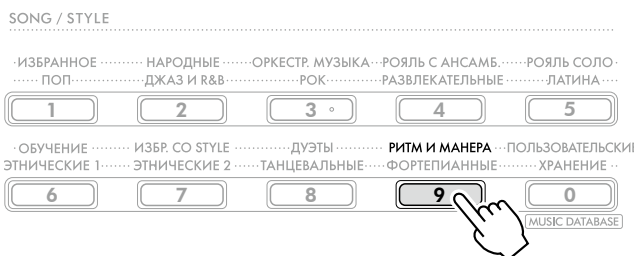 SONG / STYLE
ИЗБРАННОЕ НАРОДНЫЕ ОРКЕСТР. МУЗЫКА РОЯЛЬ С АНСАМБ. РОЯЛЬ СОЛО
ПОП ДЖАЗ И R&B РОК РАЗВЛЕКАТЕЛЬНЫЕ ЛАТИНА
1 2 3 4 5
ОБУЧЕНИЕ ИЗБР. СО STYLE ДУЭТЫ РИТМ И МАНЕРА ПОЛЬЗОВАТЕЛЬСКИ
ЭТНИЧЕСКИЕ 1 ЭТНИЧЕСКИЕ 2 ТАНЦЕВАЛЬНЫЕ ФОРТЕПИАННЫЕ ХРАНЕНИЕ
6 7 8 9 0
MUSIC DATABASE